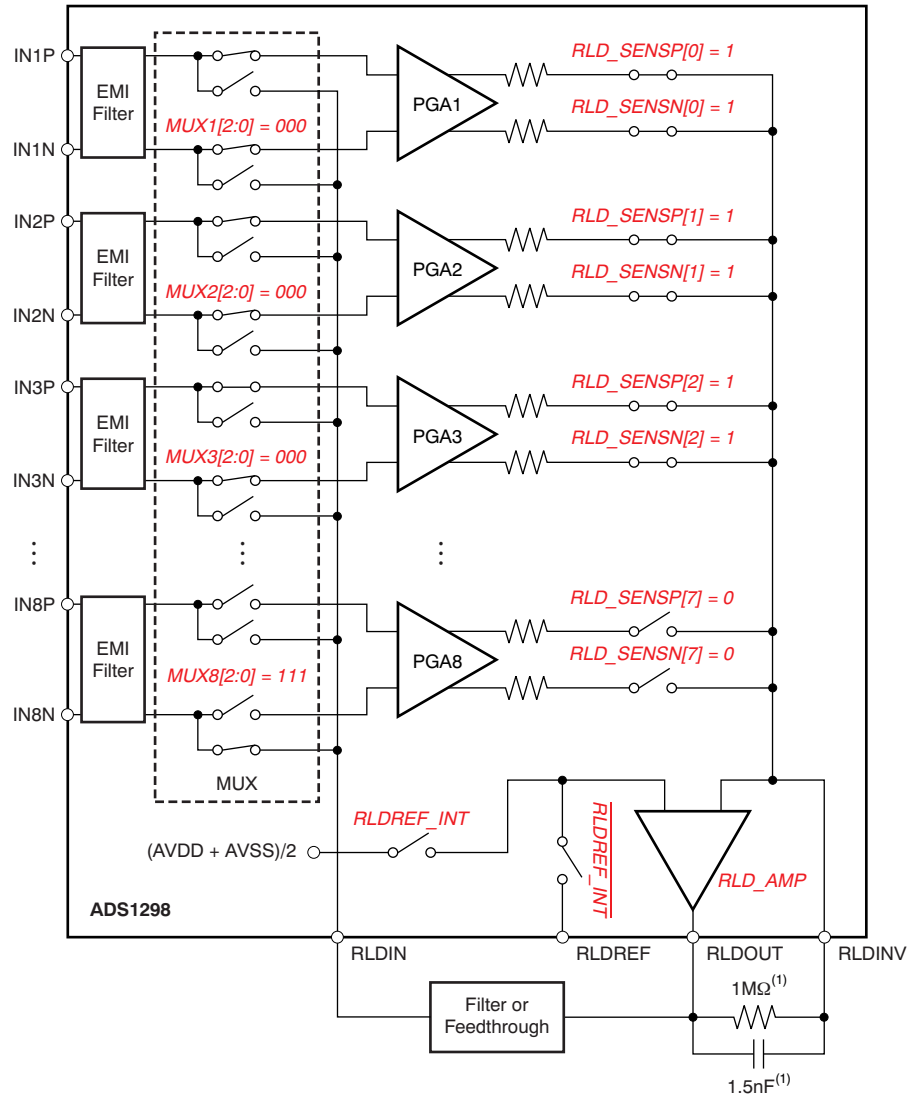 IN1P
EMI
Filter
IN1N
MUX1[2:0] = 000
PGA1
RLD_SENSP[0] = 1
RLD_SENSN[0] = 1
IN2P
EMI
Filter
IN2N
MUX2[2:0] = 000
PGA2
RLD_SENSP[1] = 1
RLD_SENSN[1] = 1
IN3P
EMI
Filter
IN3N
MUX3[2:0] = 000
PGA3
RLD_SENSP[2] = 1
RLD_SENSN[2] = 1
IN8P
EMI
Filter
IN8N
MUX8[2:0] = 111
PGA8
RLD_SENSP[7] = 0
RLD_SENSN[7] = 0
MUX
RLDREF_INT
(AVDD + AVSS)/2
RLDREF_INT
RLD_AMP
ADS1298
RLDIN
RLDREF
RLDOUT
RLDINV
Filter or
Feedthrough
1MΩ(1)
1.5nF(1)